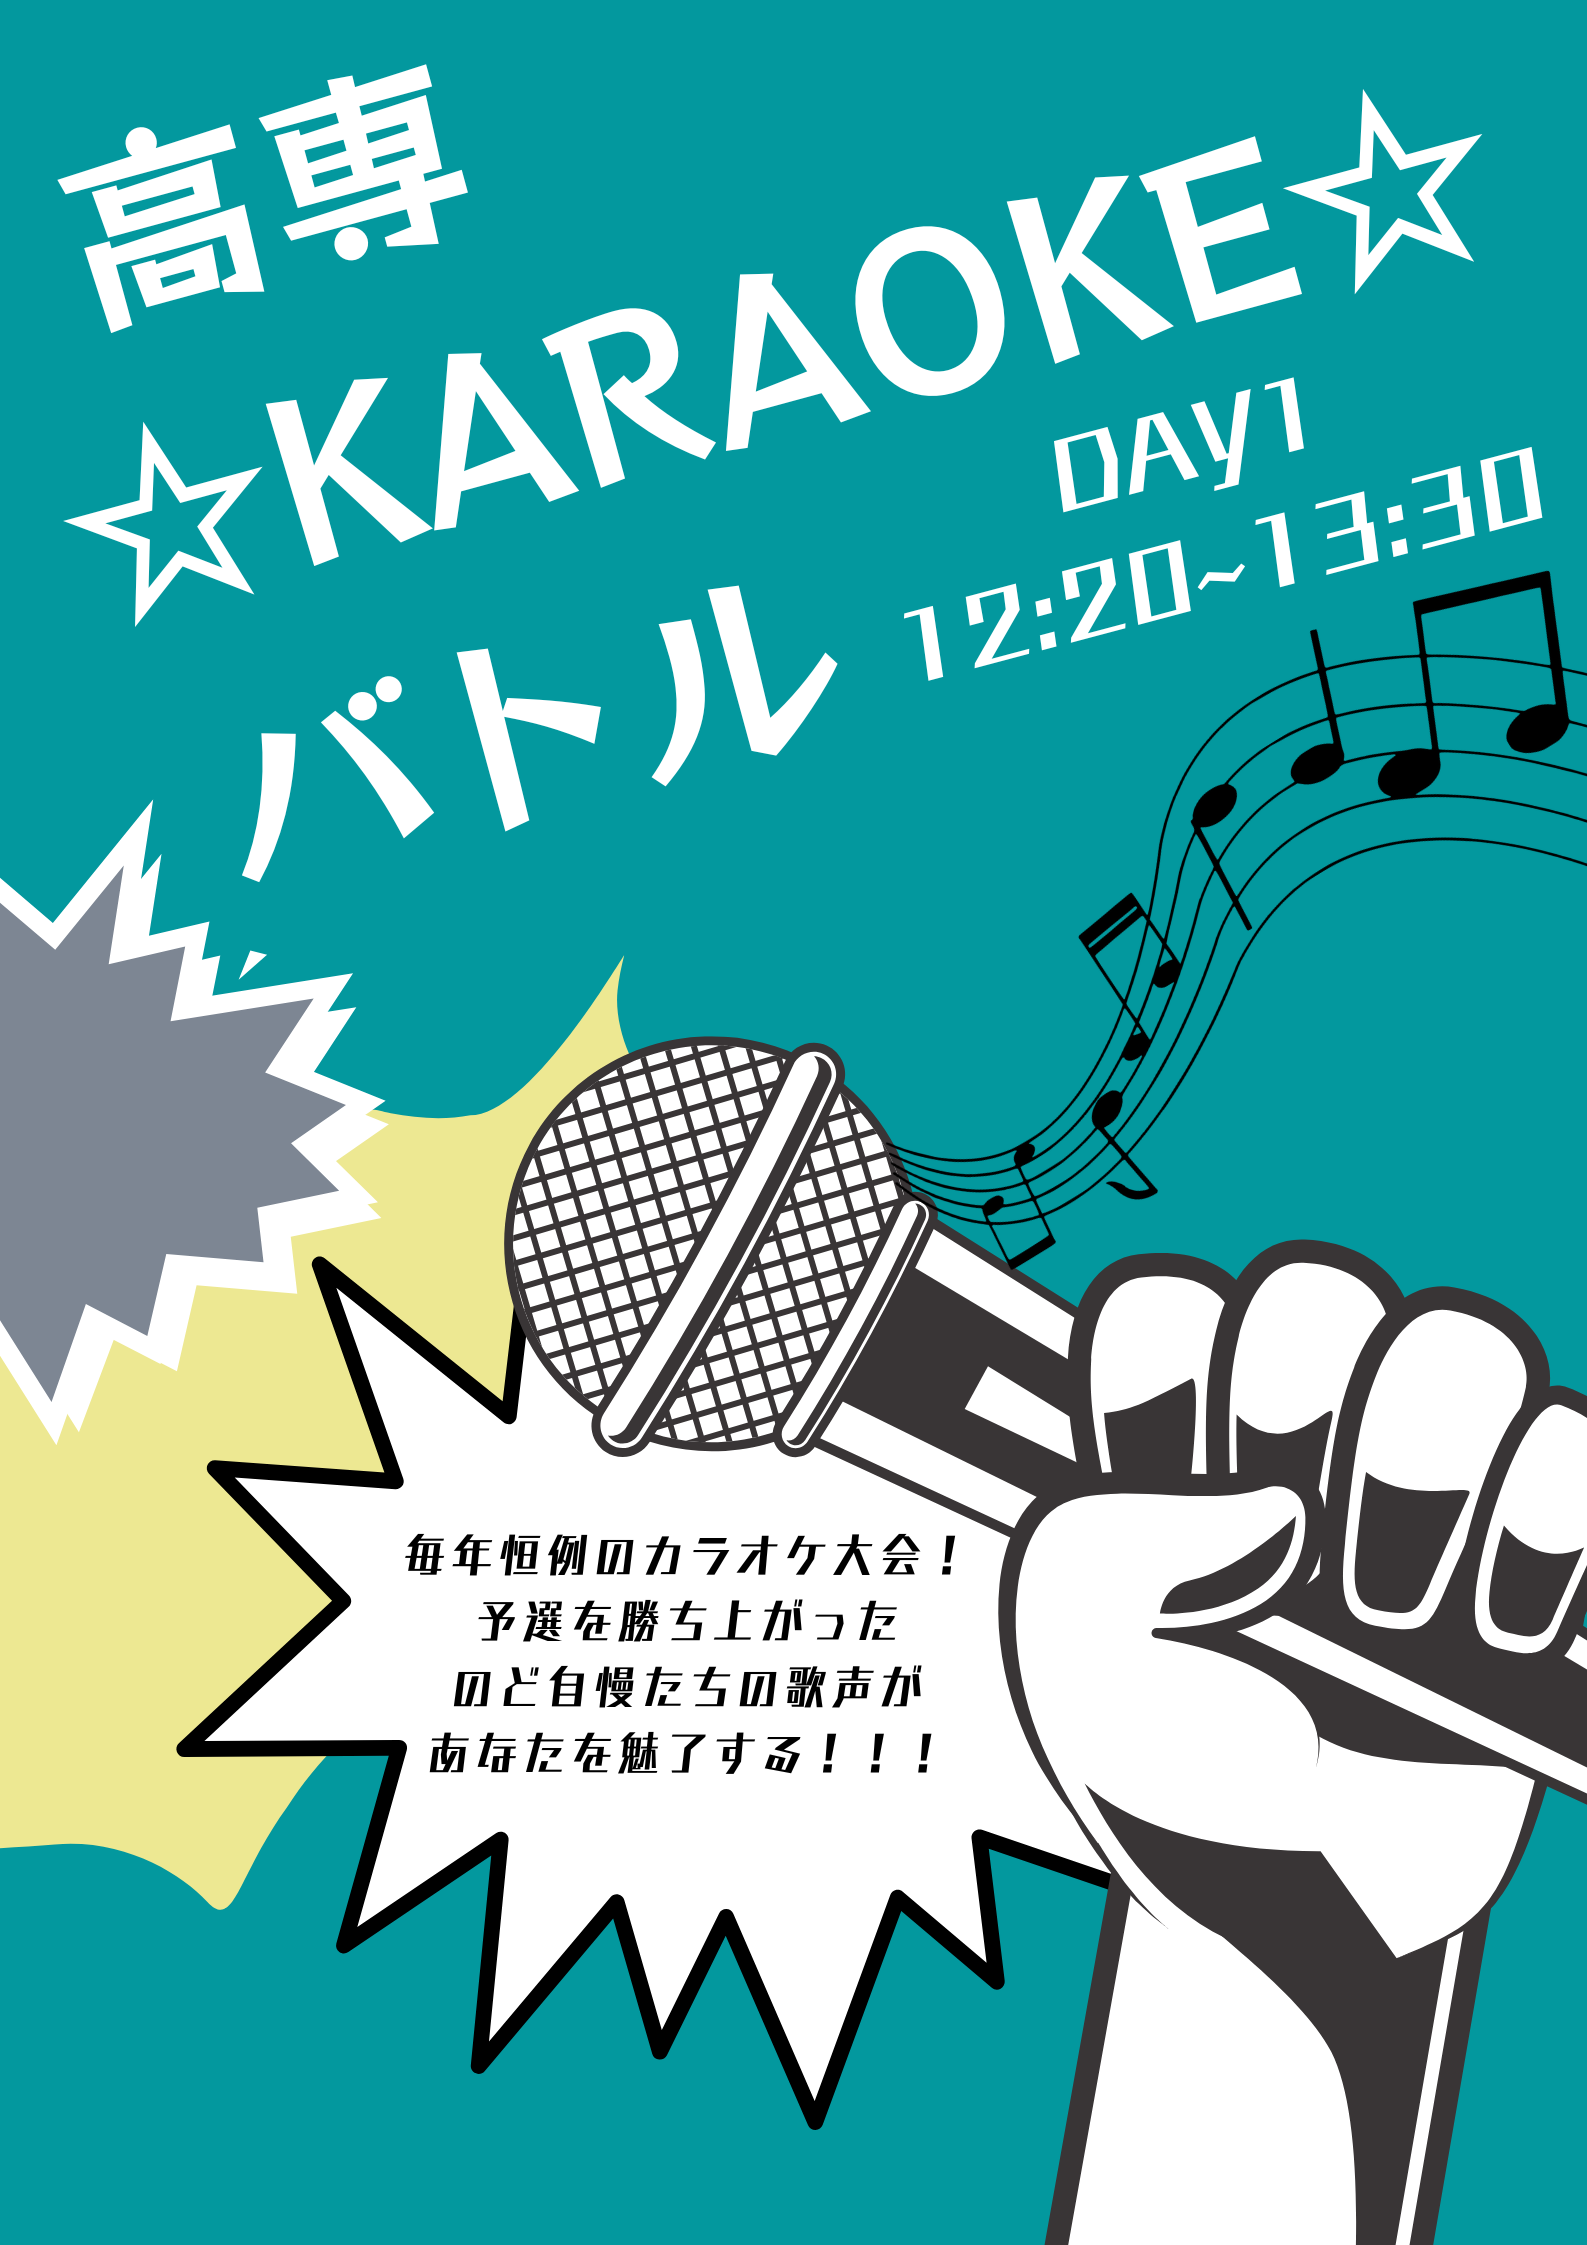 高専
☆KARAOKE☆
バトル
DAY1
12:20~13:30
毎年恒例のカラオケ大会！
予選を勝ち上がった
のど自慢たちの歌声が
あなたを魅了する！！！